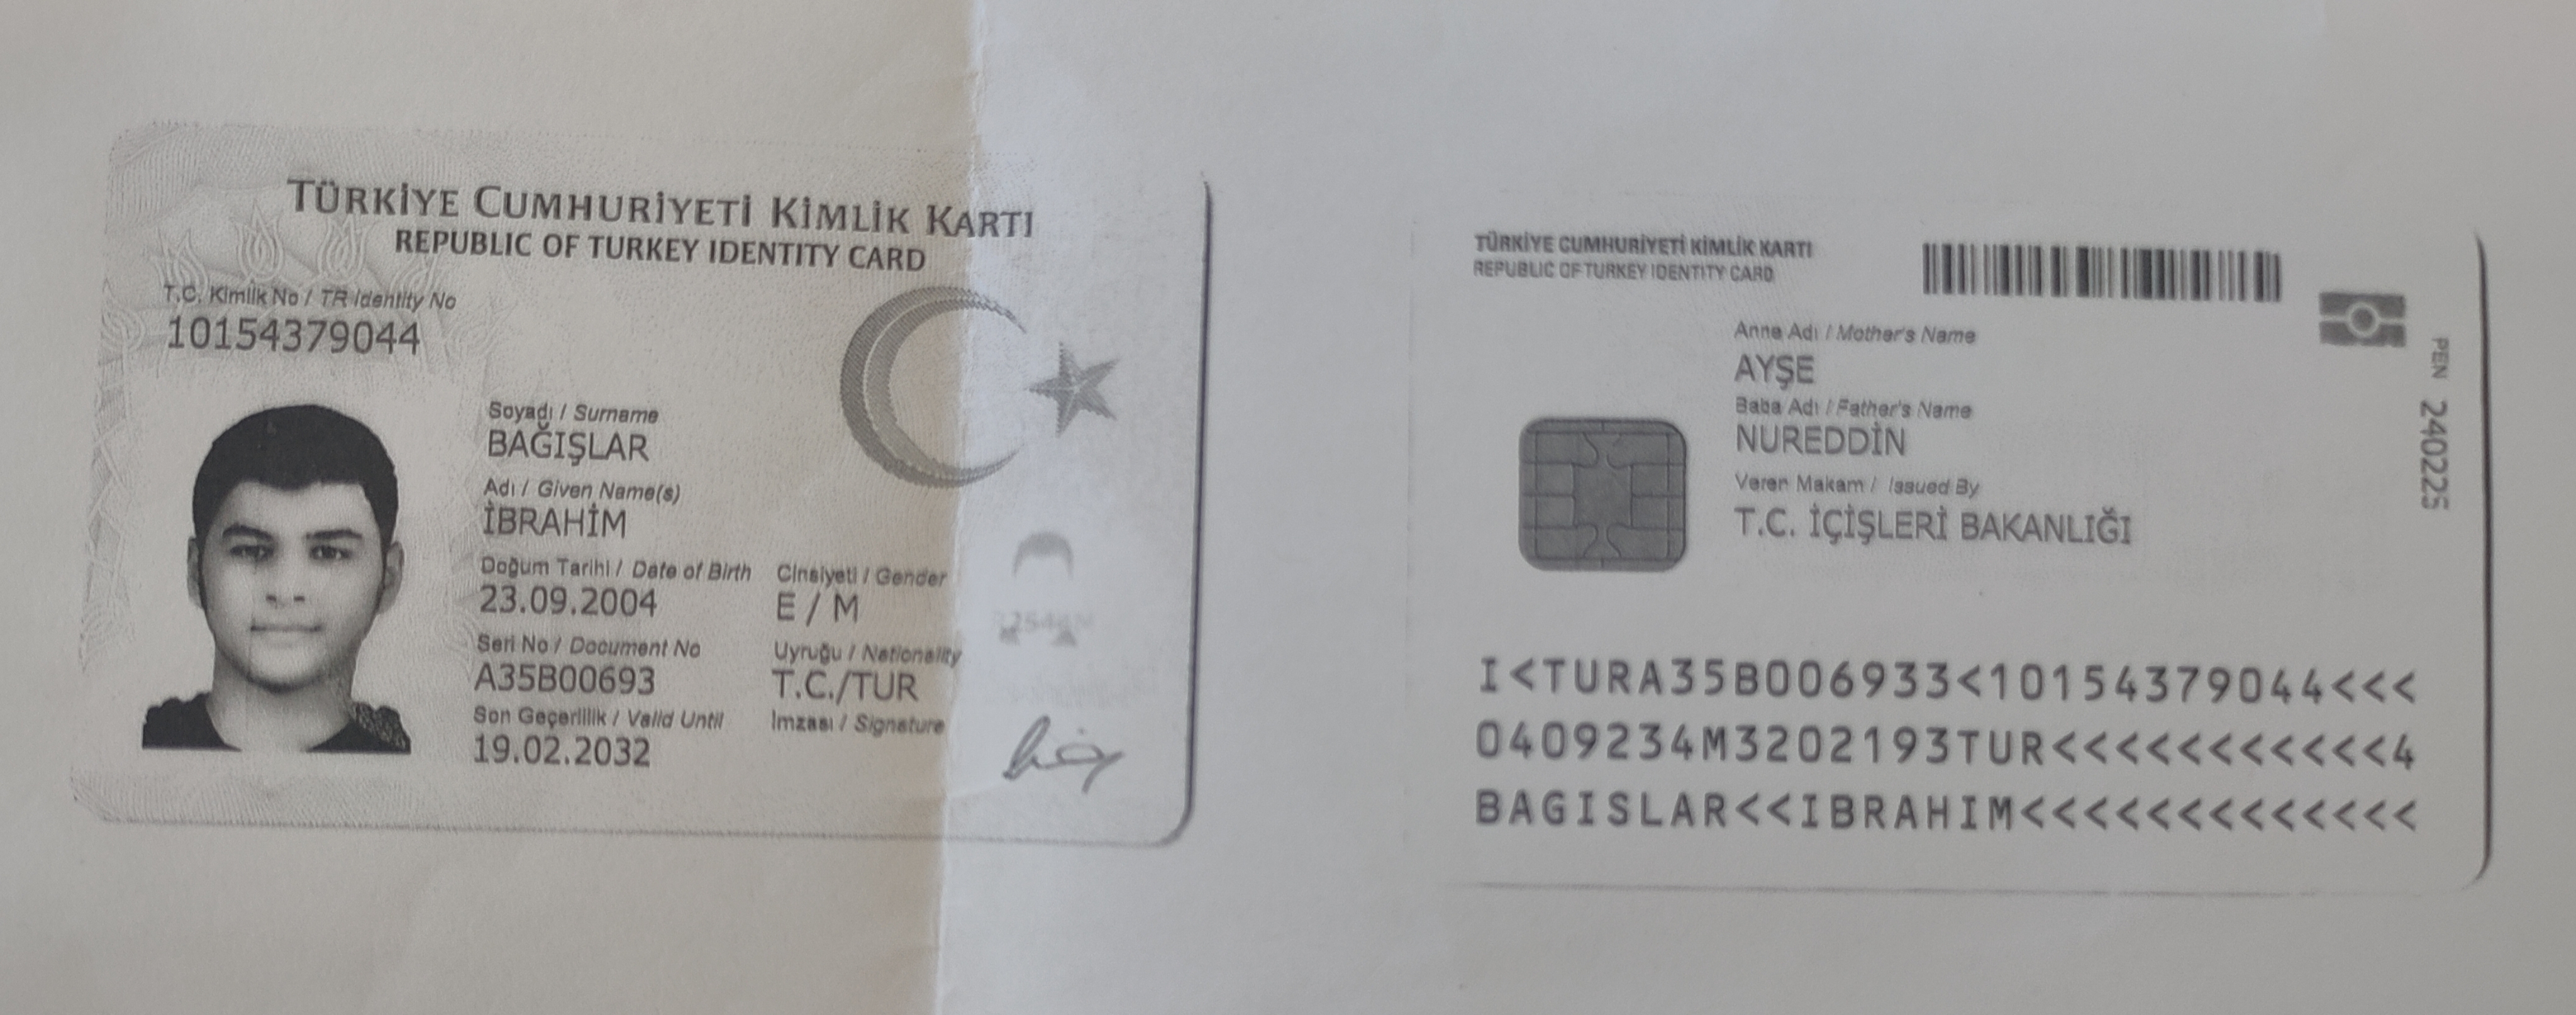 TÜRKİYE CUMHURİYETİ KİMLİK KARTI
REPUBLIC OF TURKEY IDENTITY CARD
T.C. Kimlik No / TR Identity No
10154379044
Soyadı / Surname
BAĞIŞLAR
Adı / Given Name(s)
İBRAHİM
Doğum Tarihi / Date of Birth
23.09.2004
Cinsiyeti / Gender
E / M
Seri No / Document No
A35B00693
Uyruğu / Nationality
T.C./TUR
Son Geçerlilik / Valid Until
19.02.2032
İmzası / Signature
TÜRKİYE CUMHURİYETİ KİMLİK KARTI
REPUBLIC OF TURKEY IDENTITY CARD
Anne Adı / Mother's Name
AYŞE
Baba Adı / Father's Name
NUREDDİN
Veren Makam / Issued By
T.C. İÇİŞLERİ BAKANLIĞI
PEN 240225
I<TURA35B006933<10154379044<<<
0409234M3202193TUR<<<<<<<<<<<4
BAGISLAR<<IBRAHIM<<<<<<<<<<<<<